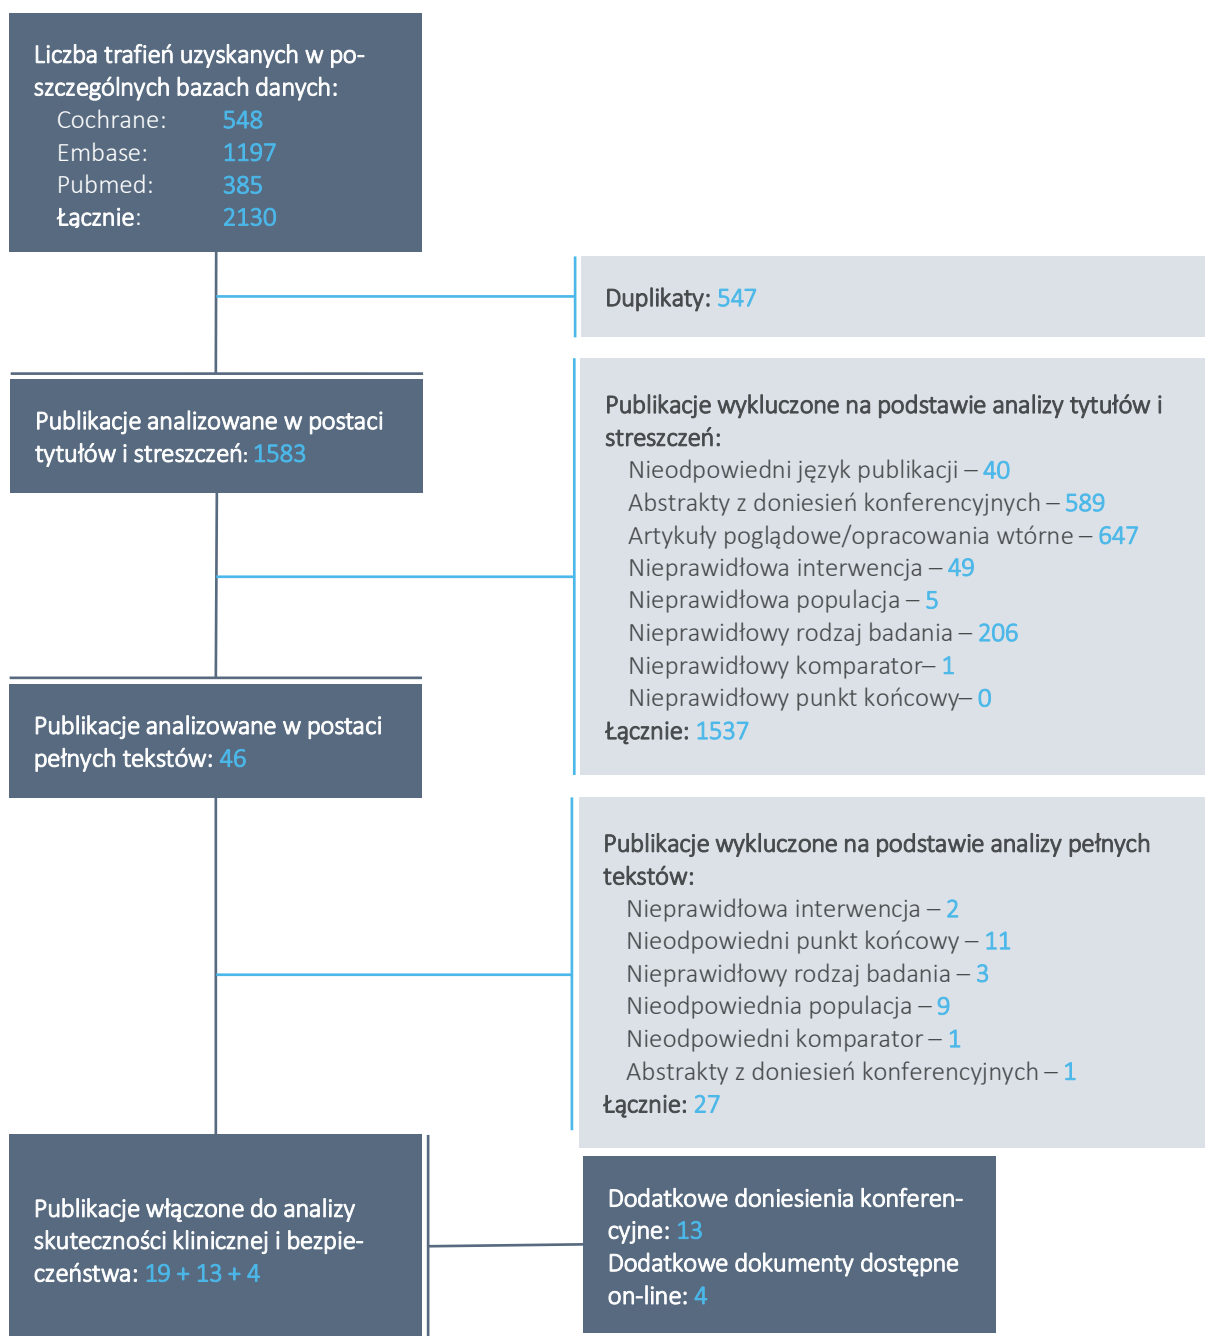 Liczba trafień uzyskanych w po-
szczególnych bazach danych:
Cochrane: 548
Embase: 1197
Pubmed: 385
Łącznie: 2130
Duplikaty: 547
Publikacje analizowane w postaci
tytułów i streszczeń: 1583
Publikacje wykluczone na podstawie analizy tytułów i
streszczeń:
Nieodpowiedni język publikacji – 40
Abstrakty z doniesień konferencyjnych – 589
Artykuły poglądowe/opracowania wtórne – 647
Nieprawidłowa interwencja – 49
Nieprawidłowa populacja – 5
Nieprawidłowy rodzaj badania – 206
Nieprawidłowy komparator– 1
Nieprawidłowy punkt końcowy– 0
Łącznie: 1537
Publikacje analizowane w postaci
pełnych tekstów: 46
Publikacje wykluczone na podstawie analizy pełnych
tekstów:
Nieprawidłowa interwencja – 2
Nieodpowiedni punkt końcowy – 11
Nieprawidłowy rodzaj badania – 3
Nieodpowiednia populacja – 9
Nieodpowiedni komparator – 1
Abstrakty z doniesień konferencyjnych – 1
Łącznie: 27
Publikacje włączone do analizy
skuteczności klinicznej i bezpie-
czeństwa: 19 + 13 + 4
Dodatkowe doniesienia konferen-
cyjne: 13
Dodatkowe dokumenty dostępne
on-line: 4